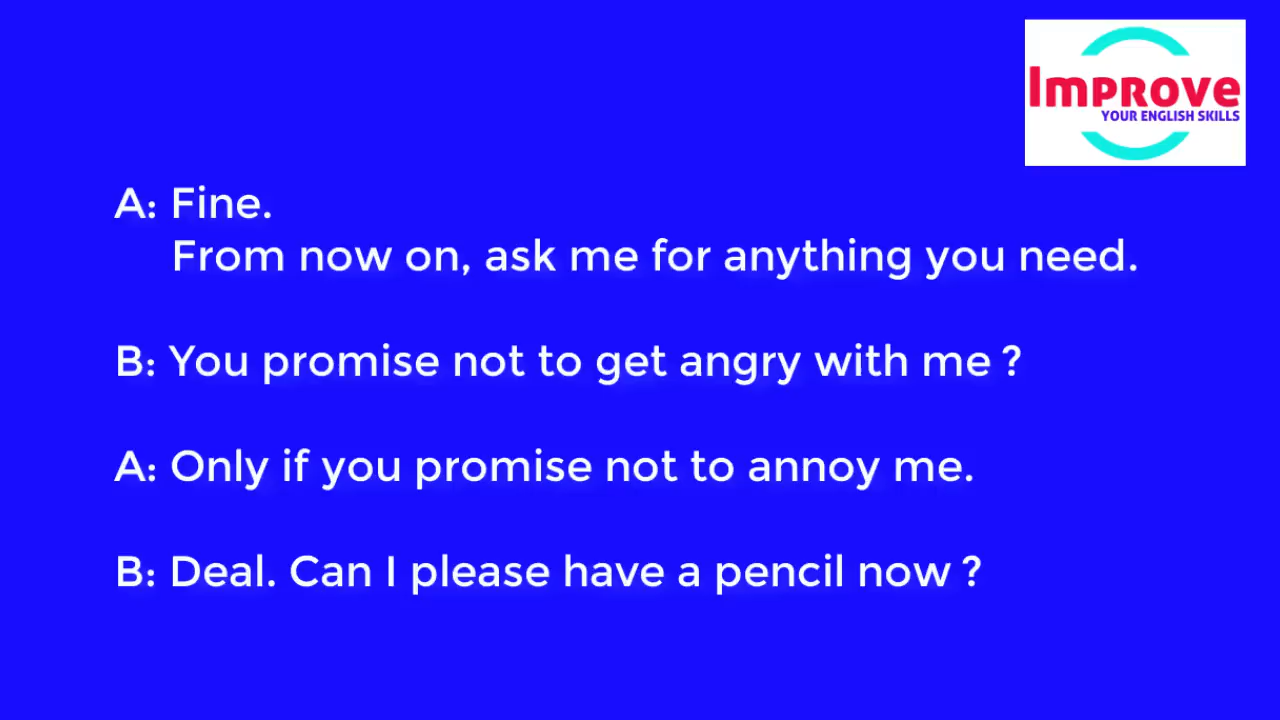 Improve
YOUR ENGLISH SKILLS
A: Fine.
From now on, ask me for anything you need.
B: You promise not to get angry with me ?
A: Only if you promise not to annoy me.
B: Deal. Can I please have a pencil now ?